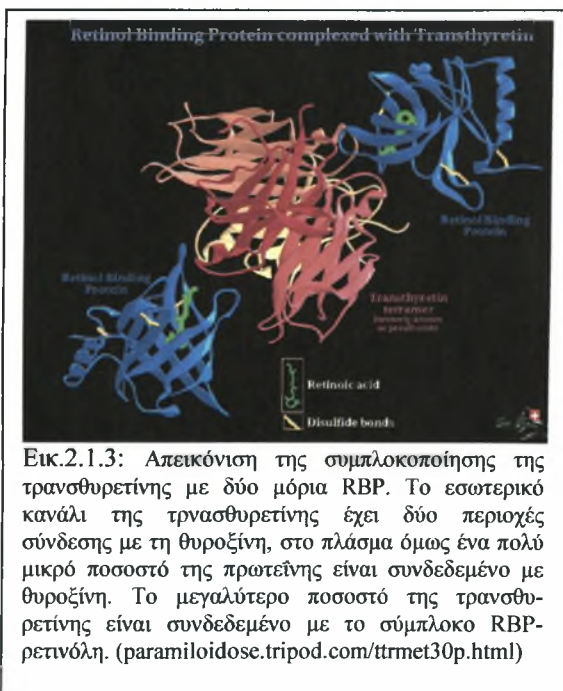 Retinol Binding Protein complexed with Transthyretin
Retinol Binding
Protein
Retinol Binding
Protein
Transthyretin
tetramer
Retinoic acid
Disulfide bonds
Εικ.2.1.3: Απεικόνιση της συμπλοκοποίησης της
τρανσθυρετίνης με δύο μόρια RBP. Το εσωτερικό
κανάλι της τρνασθυρετίνης έχει δύο περιοχές
σύνδεσης με τη θυροξίνη, στο πλάσμα όμως ένα πολύ
μικρό ποσοστό της πρωτεΐνης είναι συνδεδεμένο με
θυροξίνη. Το μεγαλύτερο ποσοστό της τρανσθυ-
ρετίνης είναι συνδεδεμένο με το σύμπλοκο RBP-
ρετινόλη. (paramiloidose.tripod.com/ttrmet30p.html)